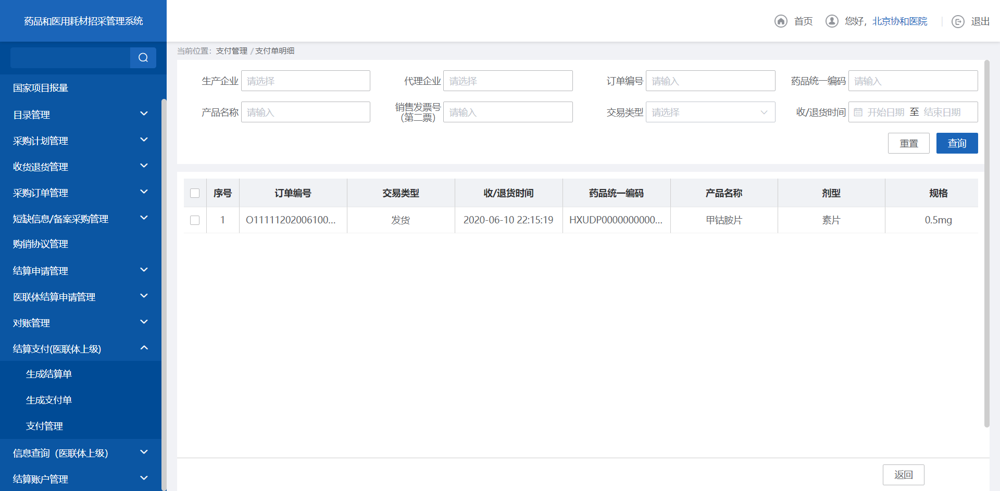 药品和医用耗材招采管理系统
首页 您好，北京协和医院 退出
当前位置：支付管理 / 支付单明细
国家项目报量
目录管理
采购计划管理
收货退货管理
采购订单管理
短缺信息/备案采购管理
购销协议管理
结算申请管理
医联体结算申请管理
对账管理
结算支付(医联体上级)
生成结算单
生成支付单
支付管理
信息查询（医联体上级）
结算账户管理
生产企业 请选择 代理企业 请选择 订单编号 请输入 药品统一编码 请输入
产品名称 请输入 销售发票号（第二票） 请输入 交易类型 请选择 收/退货时间 开始日期 至 结束日期
重置 查询
序号 订单编号 交易类型 收/退货时间 药品统一编码 产品名称 剂型 规格
1 O11111202006100... 发货 2020-06-10 22:15:19 HXUDP0000000000... 甲钴胺片 素片 0.5mg
返回